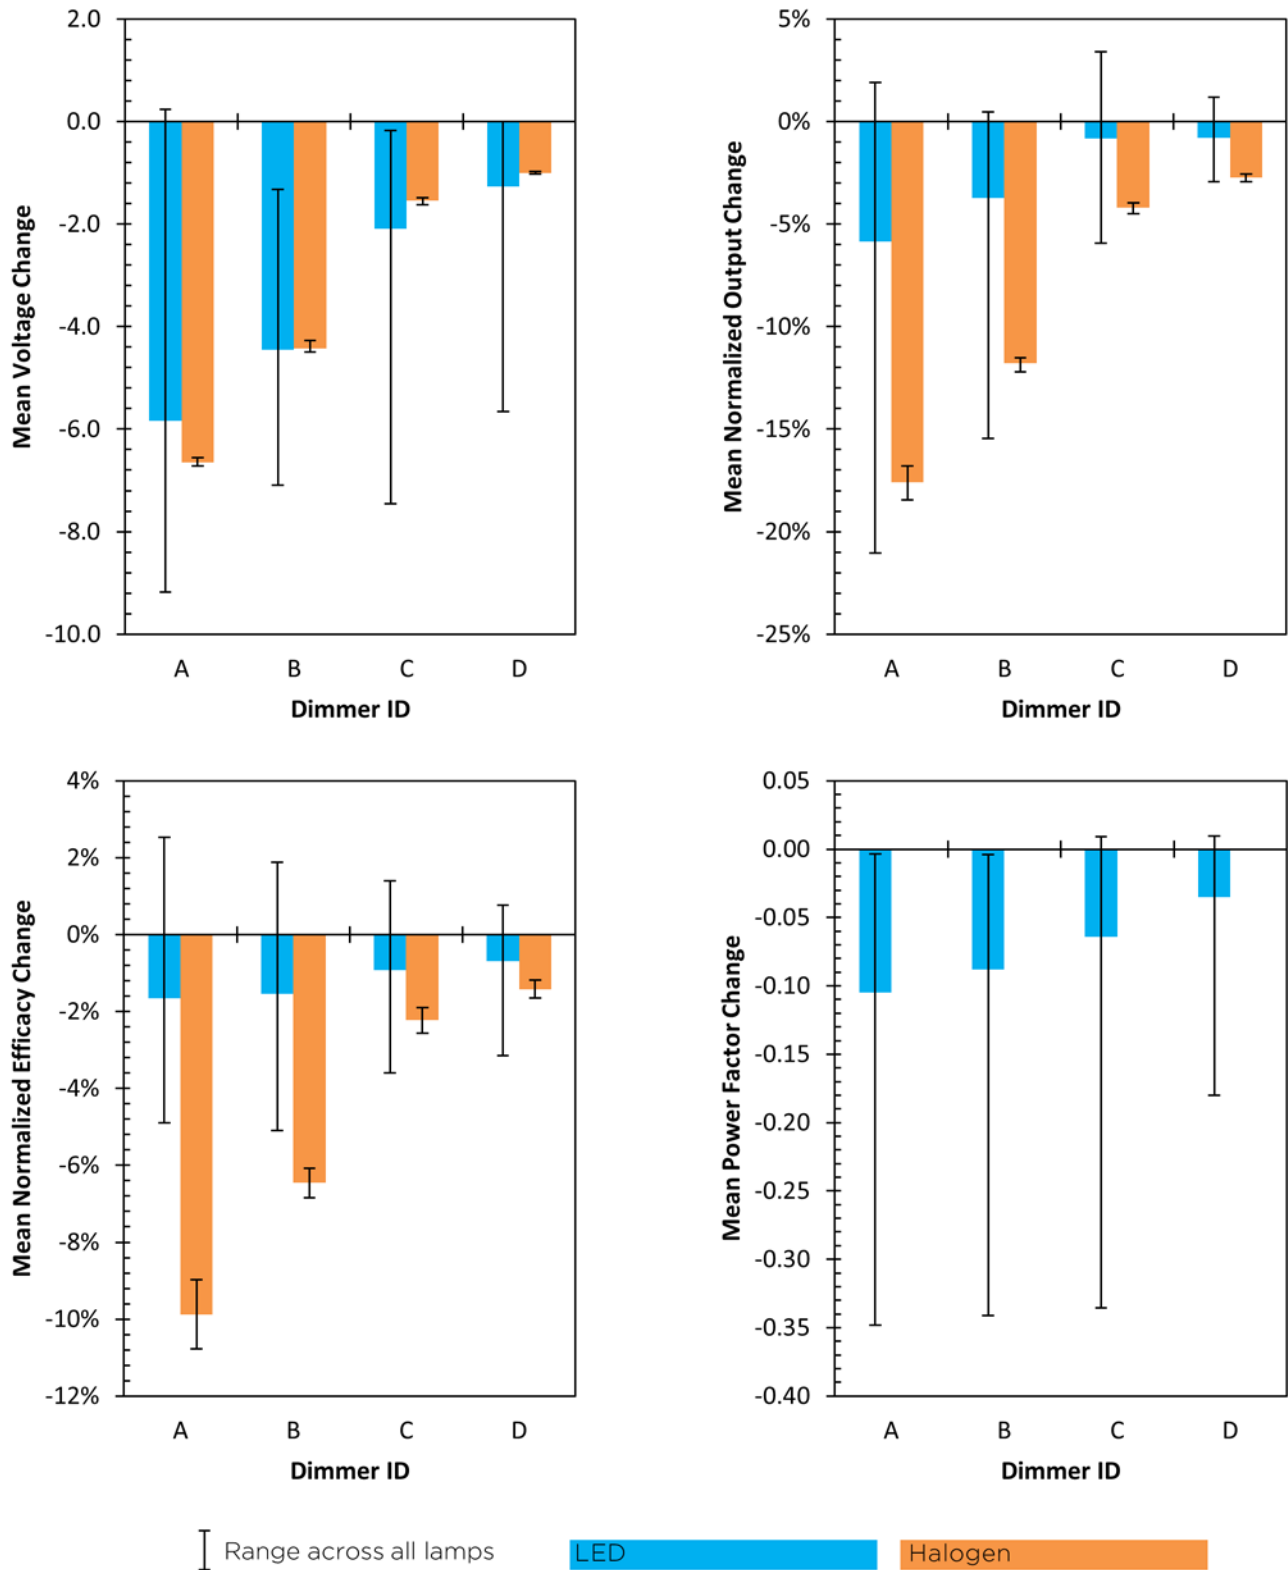 2.0
0.0
-2.0
-4.0
-6.0
-8.0
-10.0
Mean Voltage Change
A B C D
Dimmer ID
5%
0%
-5%
-10%
-15%
-20%
-25%
Mean Normalized Output Change
A B C D
Dimmer ID
4%
2%
0%
-2%
-4%
-6%
-8%
-10%
-12%
Mean Normalized Efficacy Change
A B C D
Dimmer ID
0.05
0.00
-0.05
-0.10
-0.15
-0.20
-0.25
-0.30
-0.35
-0.40
Mean Power Factor Change
A B C D
Dimmer ID
Range across all lamps
LED
Halogen